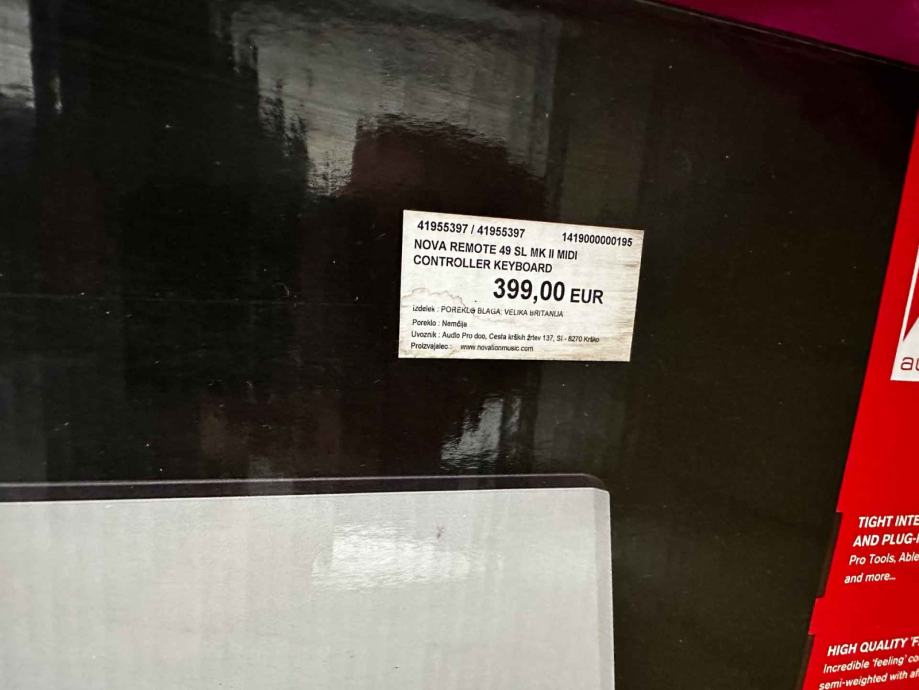 41955397 / 41955397 1419000000195
NOVA REMOTE 49 SL MK II MIDI
CONTROLLER KEYBOARD
399,00 EUR
izdelek : POREKLO BLAGA: VELIKA BRITANIJA
Poreklo : Nemčija
Uvoznik : Audio Pro doo, Cesta krških žrtev 137, SI - 8270 Krško
Proizvajalec : www.novationmusic.com
TIGHT INTE
AND PLUG-I
Pro Tools, Able
and more...
HIGH QUALITY 'F
Incredible 'feeling' co
semi-weighted with af